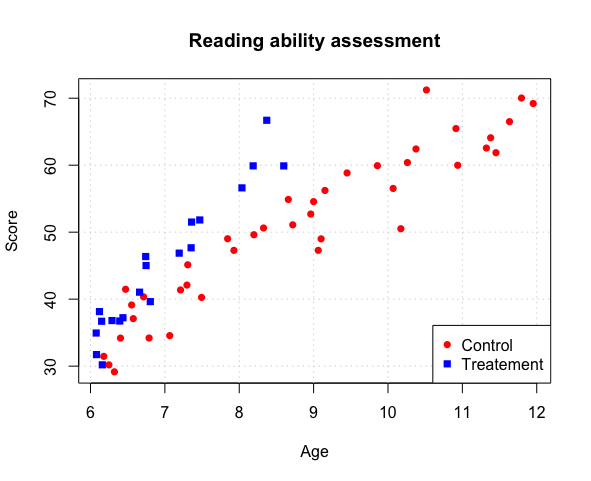 Reading ability assessment
Score
70
60
50
40
30
Control
Treatement
6 7 8 9 10 11 12
Age